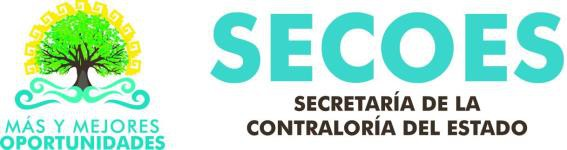 MÁS Y MEJORES
OPORTUNIDADES
SECOES
SECRETARÍA DE LA
CONTRALORÍA DEL ESTADO